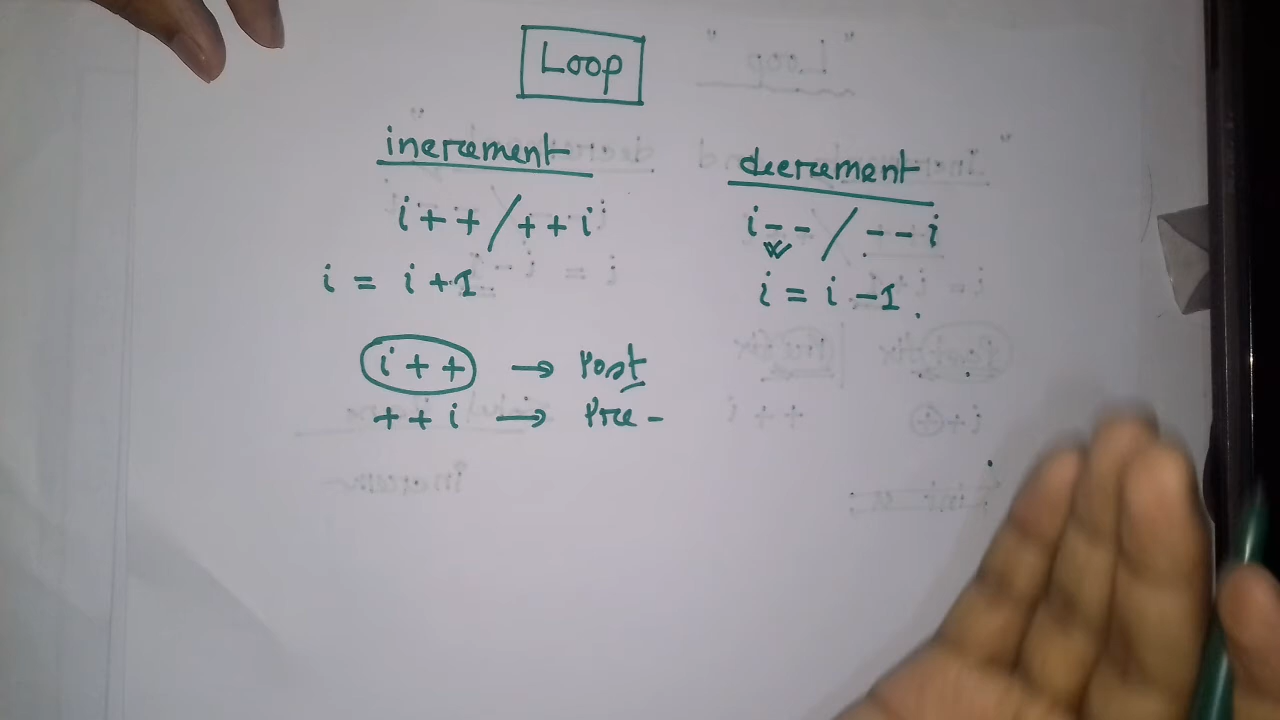 Loop
increment
decrement
i++/++i
i--/--i
i = i+1
i = i-1.
i++ → Post
++i → Pre-